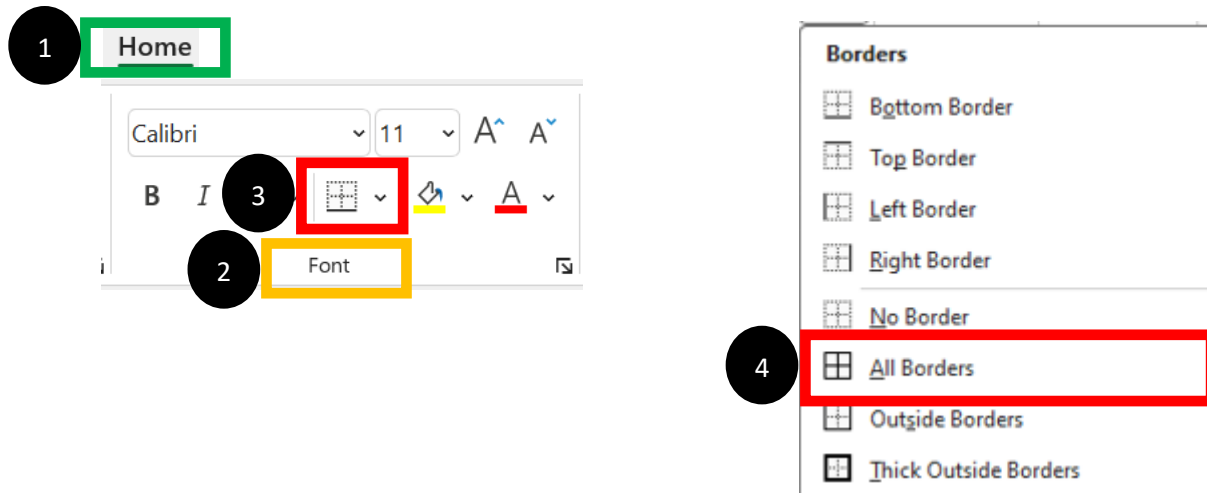 1
Home
Calibri
11
A A
B I
3
A
2
Font
Borders
Bottom Border
Top Border
Left Border
Right Border
No Border
4
All Borders
Outside Borders
Thick Outside Borders